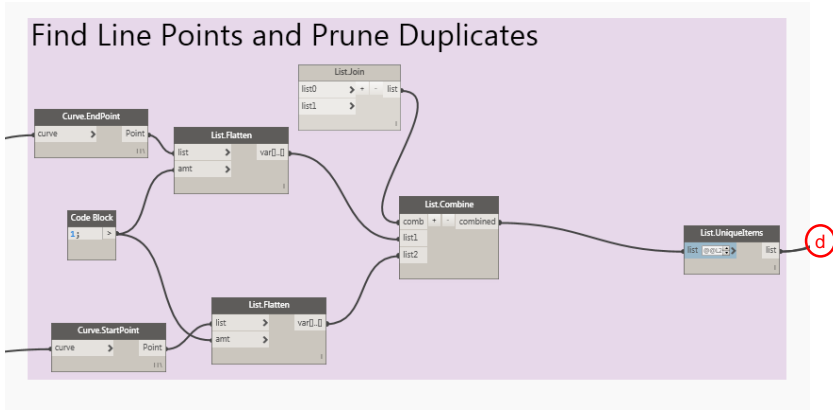 Find Line Points and Prune Duplicates
List.Join
list0 > + - list
list1 >
Curve.EndPoint
curve > Point
List.Flatten
list > var[]..[]
amt >
Code Block
1; >
List.Combine
comb + - combined
list1
list2
List.UniqueItems
list @@L2 > list
d
List.Flatten
list > var[]..[]
amt >
Curve.StartPoint
curve > Point